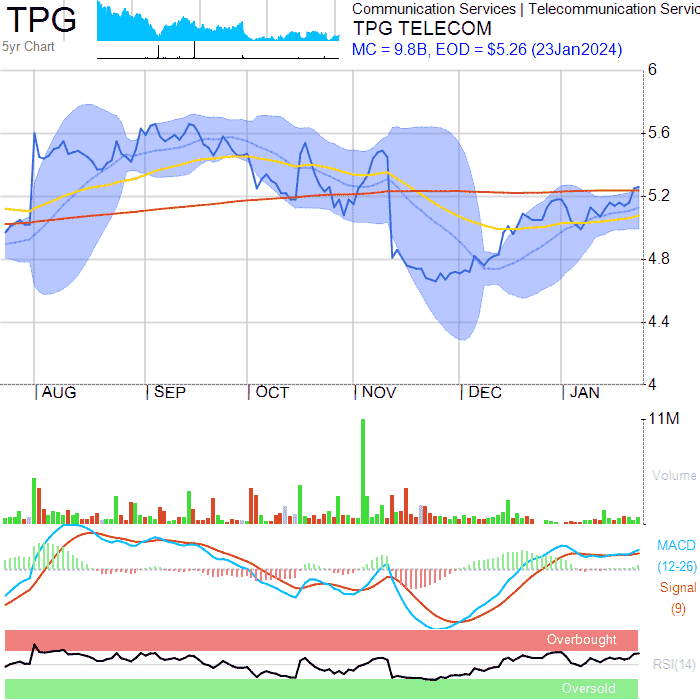 TPG
5yr Chart
Communication Services | Telecommunication Servic
TPG TELECOM
MC = 9.8B, EOD = $5.26 (23Jan2024)
6
5.6
5.2
4.8
4.4
4
AUG
SEP
OCT
NOV
DEC
JAN
11M
Volume
MACD
(12-26)
Signal
(9)
Overbought
RSI(14)
Oversold